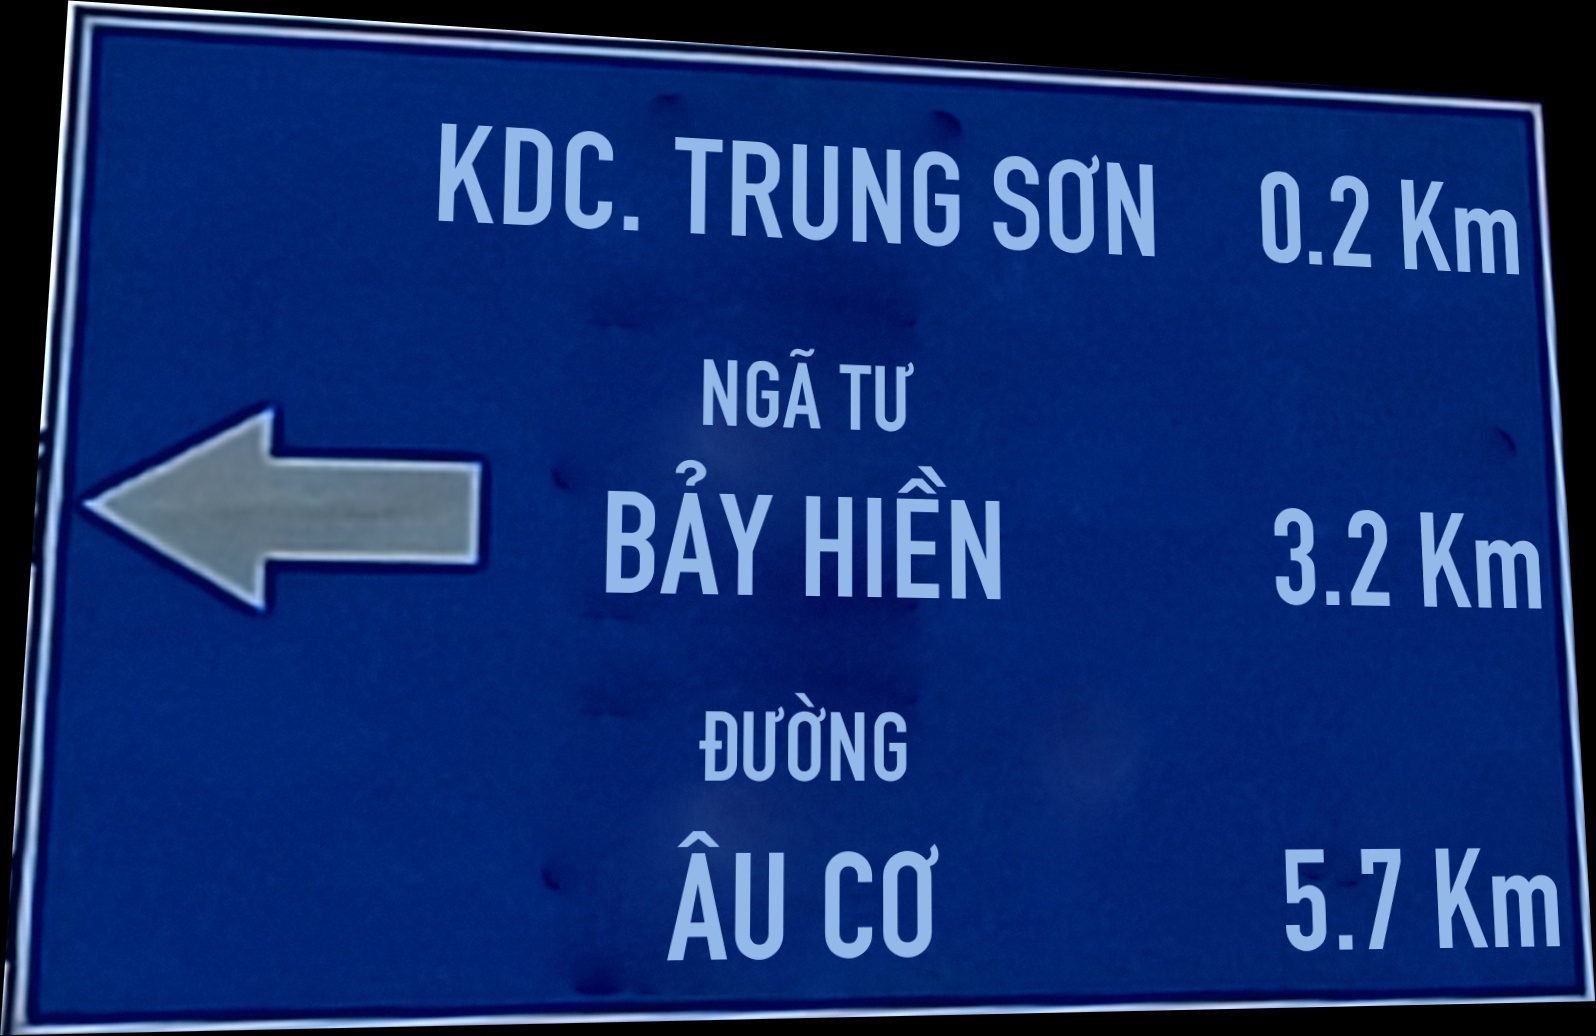 KDC. TRUNG SƠN 0.2 Km
NGÃ TƯ
BẢY HIỀN 3.2 Km
ĐƯỜNG
ÂU CƠ 5.7 Km